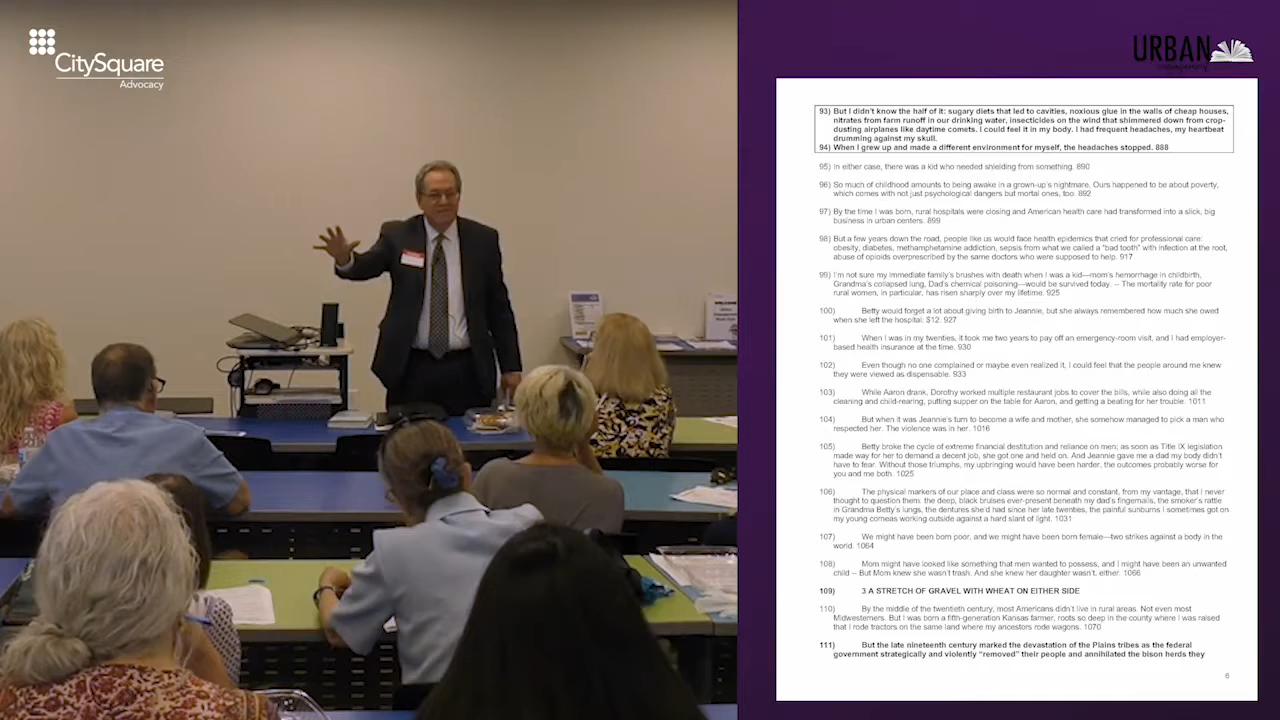 CitySquare
Advocacy
URBAN
93) But I didn't know the half of it: sugary diets that led to cavities, noxious glue in the walls of cheap houses,
nitrates from farm runoff in our drinking water, insecticides on the wind that shimmered down from crop-
dusting airplanes like daytime comets. I could feel it in my body. I had frequent headaches, my heartbeat
drumming against my skull.
94) When I grew up and made a different environment for myself, the headaches stopped. 888
95) In either case, there was a kid who needed shielding from something. 890
96) So much of childhood amounts to being awake in a grown-up's nightmare. Ours happened to be about poverty,
which comes with not just psychological dangers but mortal ones, too. 892
97) By the time I was born, rural hospitals were closing and American health care had transformed into a slick, big
business in urban centers. 899
98) But a few years down the road, people like us would face health epidemics that cried for professional care:
obesity, diabetes, methamphetamine addiction, sepsis from what we called a "bad tooth" with infection at the root,
abuse of opioids overprescribed by the same doctors who were supposed to help. 917
99) I'm not sure my immediate family's brushes with death when I was a kid—mom's hemorrhage in childbirth,
Grandma's collapsed lung, Dad's chemical poisoning—would be survived today. -- The mortality rate for poor
rural women, in particular, has risen sharply over my lifetime. 925
100) Betty would forget a lot about giving birth to Jeannie, but she always remembered how much she owed
when she left the hospital: $12. 927
101) When I was in my twenties, it took me two years to pay off an emergency-room visit, and I had employer-
based health insurance at the time. 930
102) Even though no one complained or maybe even realized it, I could feel that the people around me knew
they were viewed as dispensable. 933
103) While Aaron drank, Dorothy worked multiple restaurant jobs to cover the bills, while also doing all the
cleaning and child-rearing, putting supper on the table for Aaron, and getting a beating for her trouble. 1011
104) But when it was Jeannie's turn to become a wife and mother, she somehow managed to pick a man who
respected her. The violence was in her. 1016
105) Betty broke the cycle of extreme financial destitution and reliance on men; as soon as Title IX legislation
made way for her to demand a decent job, she got one and held on. And Jeannie gave me a dad my body didn't
have to fear. Without those triumphs, my upbringing would have been harder, the outcomes probably worse for
you and me both. 1025
106) The physical markers of our place and class were so normal and constant, from my vantage, that I never
thought to question them: the deep, black bruises ever-present beneath my dad's fingernails, the smoker's rattle
in Grandma Betty's lungs, the dentures she'd had since her late twenties, the painful sunburns I sometimes got on
my young corneas working outside against a hard slant of light. 1031
107) We might have been born poor, and we might have been born female—two strikes against a body in the
world. 1064
108) Mom might have looked like something that men wanted to possess, and I might have been an unwanted
child -- But Mom knew she wasn't trash. And she knew her daughter wasn't, either. 1066
109) 3 A STRETCH OF GRAVEL WITH WHEAT ON EITHER SIDE
110) By the middle of the twentieth century, most Americans didn't live in rural areas. Not even most
Midwesterners. But I was born a fifth-generation Kansas farmer, roots so deep in the county where I was raised
that I rode tractors on the same land where my ancestors rode wagons. 1070
111) But the late nineteenth century marked the devastation of the Plains tribes as the federal
government strategically and violently "removed" their people and annihilated the bison herds they
6
WELCOME